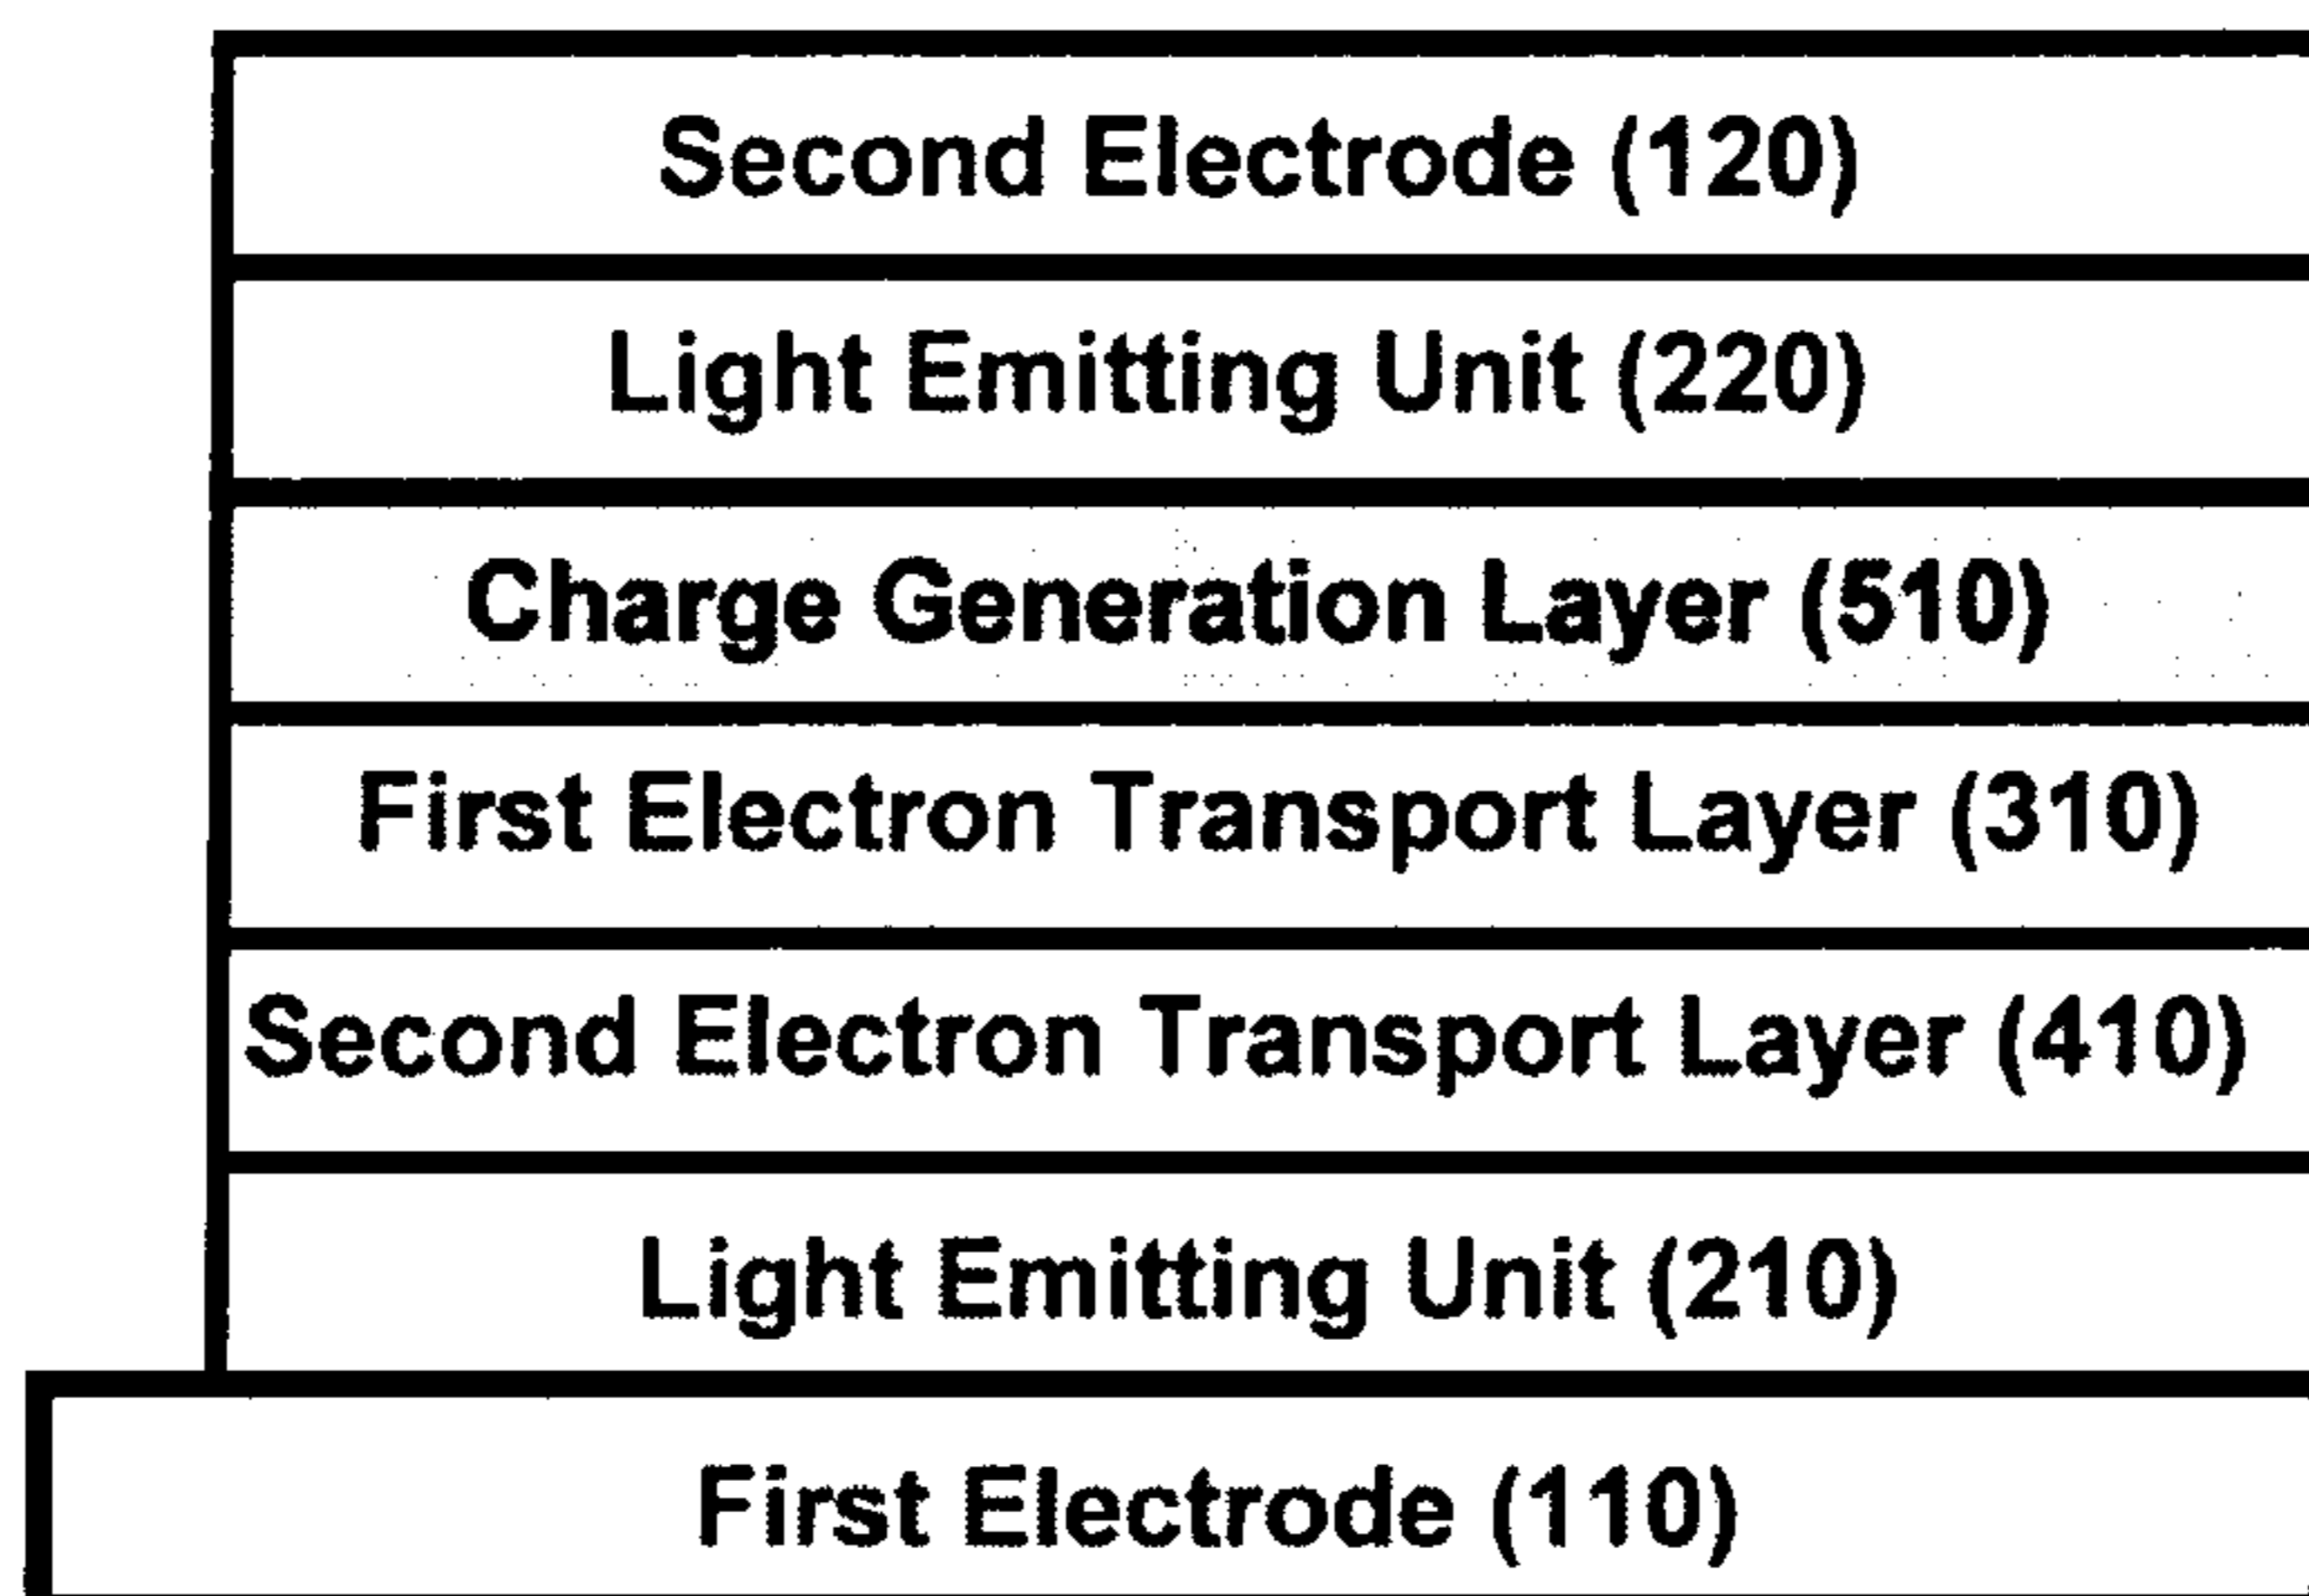 Second Electrode (120)
Light Emitting Unit (220)
Charge Generation Layer (510)
First Electron Transport Layer (310)
Second Electron Transport Layer (410)
Light Emitting Unit (210)
First Electrode (110)